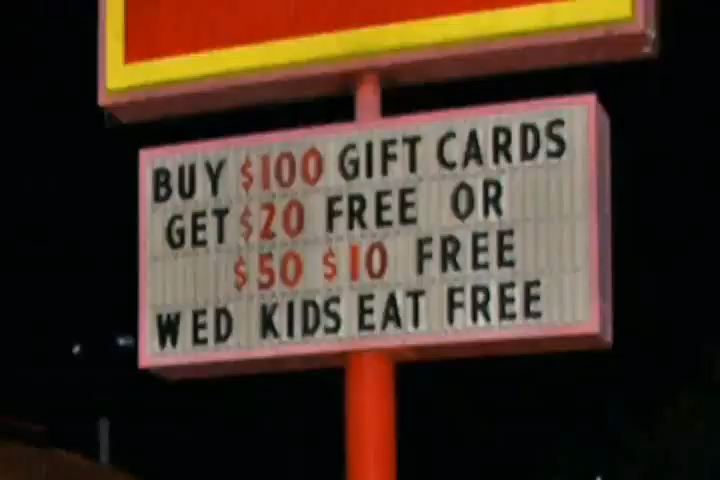 BUY $100 GIFT CARDS
GET $20 FREE OR
$50 $10 FREE
WED KIDS EAT FREE